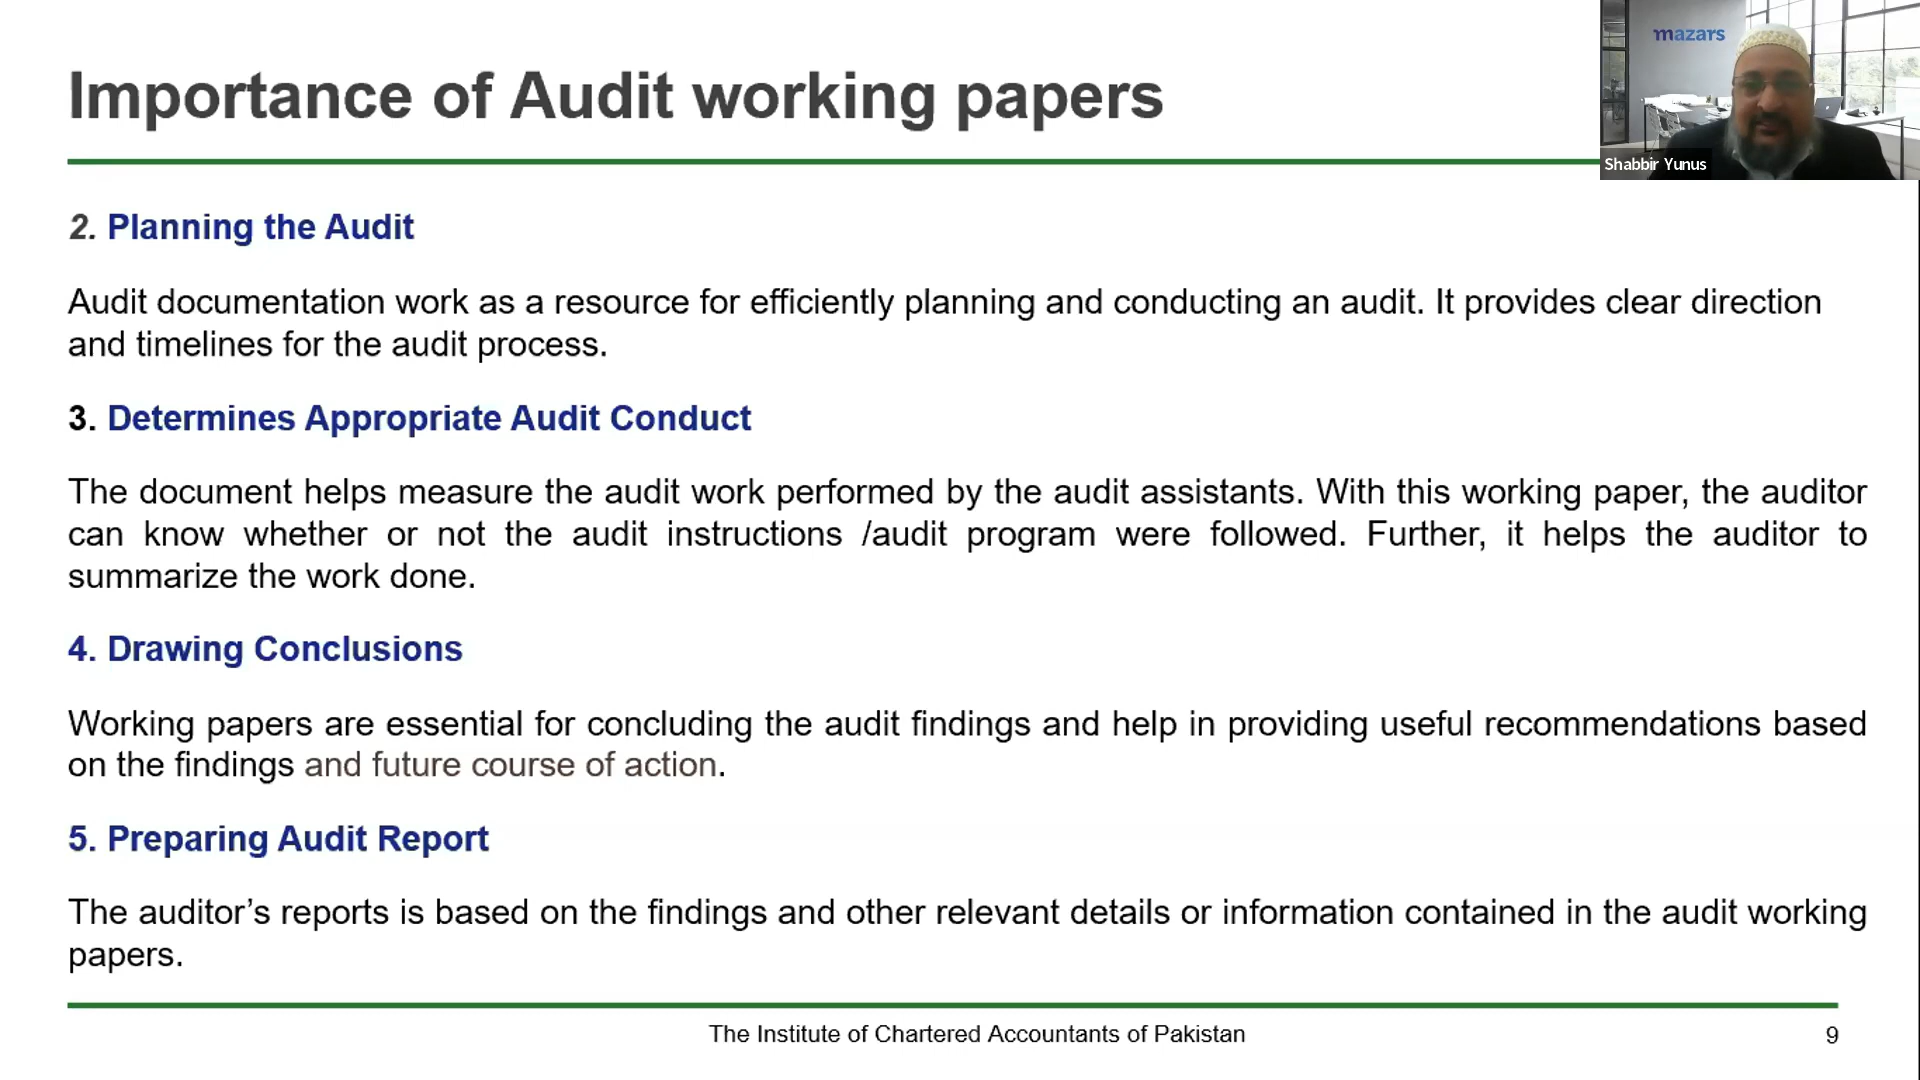 mazars
Shabbir Yunus
Importance of Audit working papers
2. Planning the Audit
Audit documentation work as a resource for efficiently planning and conducting an audit. It provides clear direction
and timelines for the audit process.
3. Determines Appropriate Audit Conduct
The document helps measure the audit work performed by the audit assistants. With this working paper, the auditor
can know whether or not the audit instructions /audit program were followed. Further, it helps the auditor to
summarize the work done.
4. Drawing Conclusions
Working papers are essential for concluding the audit findings and help in providing useful recommendations based
on the findings and future course of action.
5. Preparing Audit Report
The auditor’s reports is based on the findings and other relevant details or information contained in the audit working
papers.
The Institute of Chartered Accountants of Pakistan
9